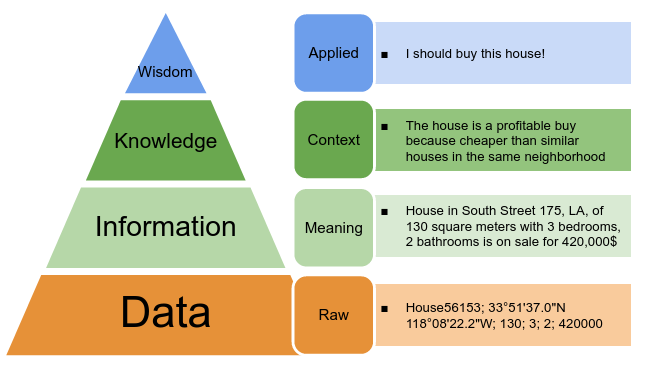 Wisdom
Applied
▪ I should buy this house!
Knowledge
Context
▪ The house is a profitable buy
because cheaper than similar
houses in the same neighborhood
Information
Meaning
▪ House in South Street 175, LA, of
130 square meters with 3 bedrooms,
2 bathrooms is on sale for 420,000$
Data
Raw
▪ House56153; 33°51'37.0"N
118°08'22.2"W; 130; 3; 2; 420000